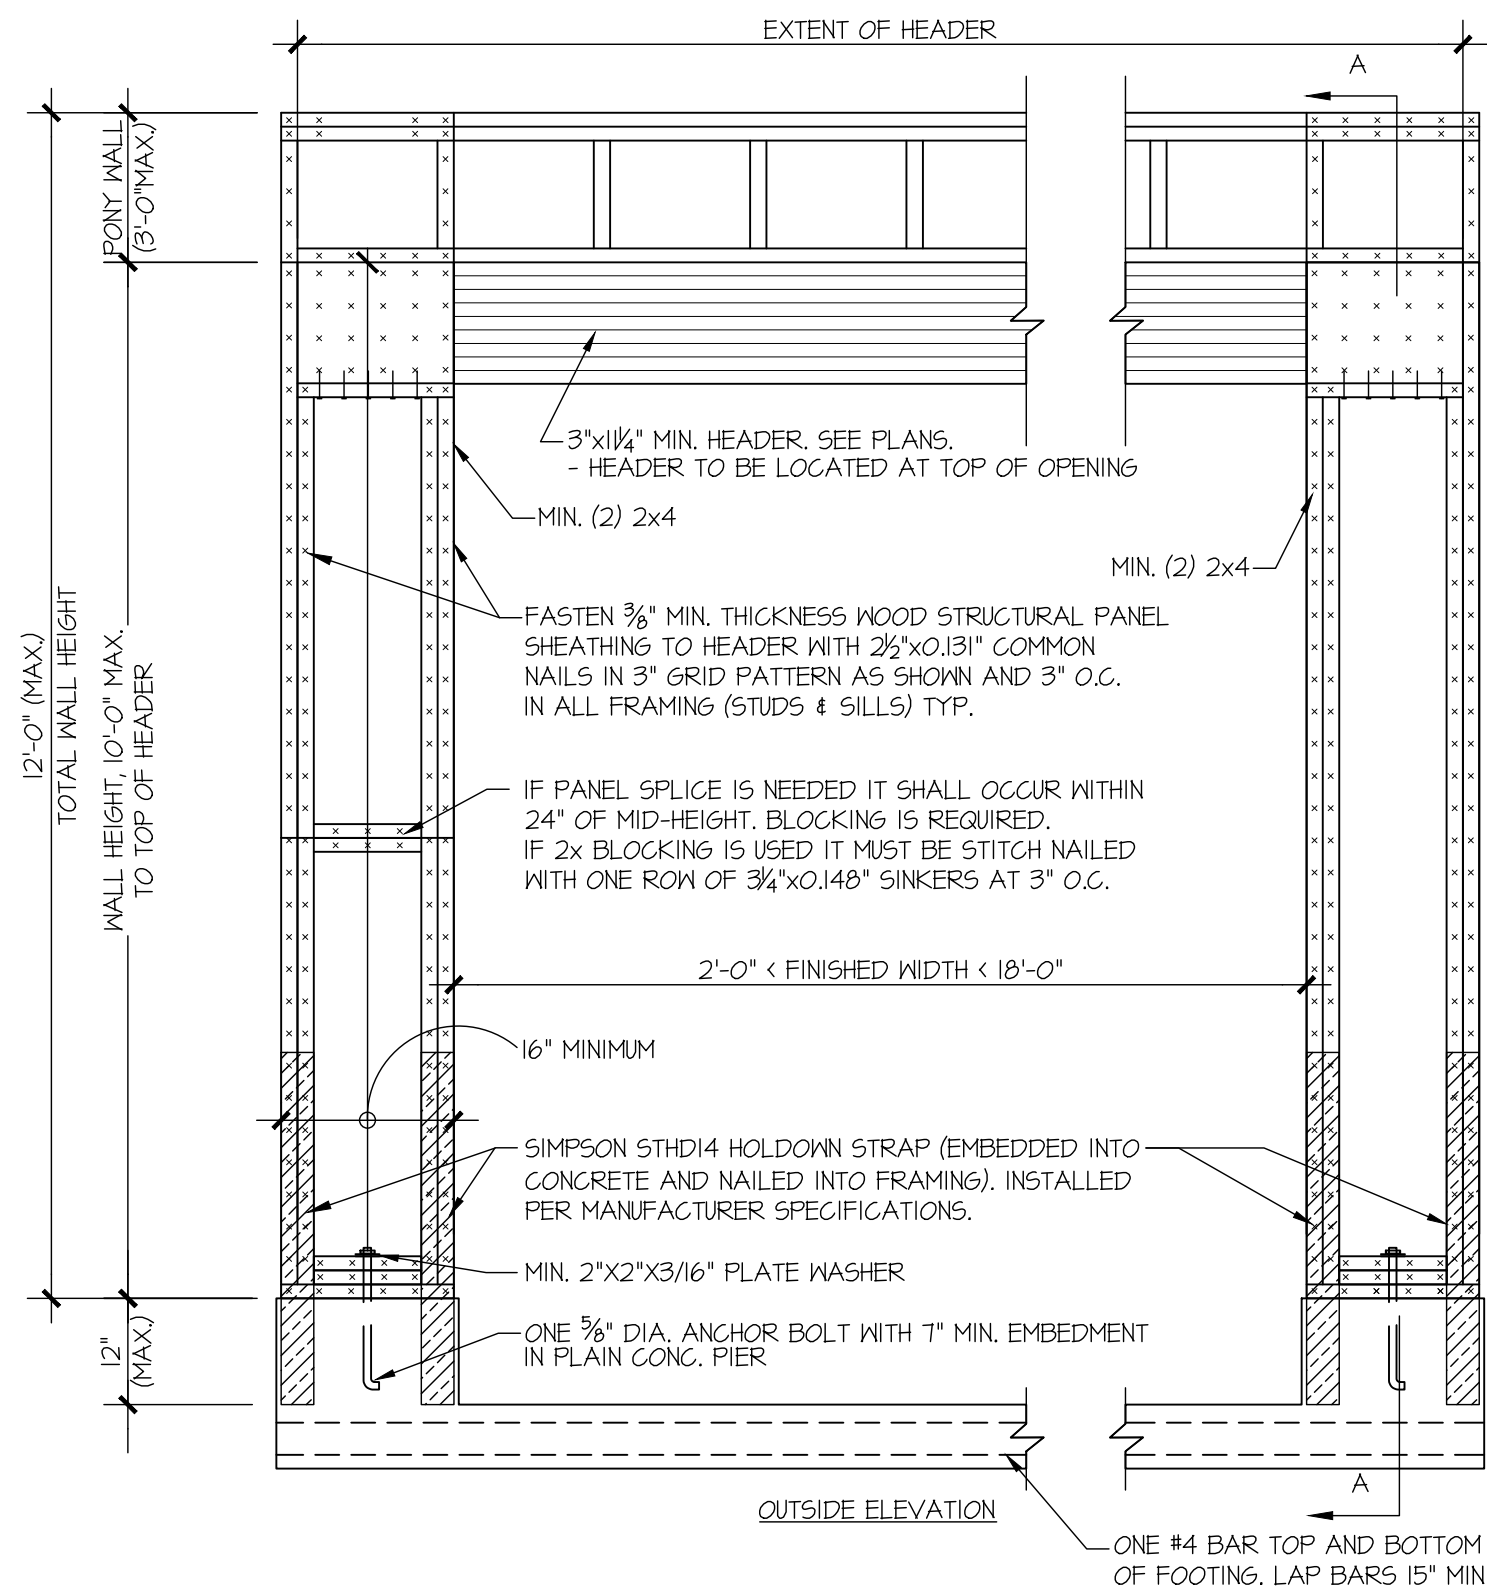 EXTENT OF HEADER
A
PONY WALL
(3'-0"MAX.)
12'-0" (MAX.)
TOTAL WALL HEIGHT
WALL HEIGHT, 10'-0" MAX.
TO TOP OF HEADER
3"x11¼" MIN. HEADER. SEE PLANS.
- HEADER TO BE LOCATED AT TOP OF OPENING
MIN. (2) 2x4
MIN. (2) 2x4
FASTEN ⅜" MIN. THICKNESS WOOD STRUCTURAL PANEL
SHEATHING TO HEADER WITH 2½"x0.131" COMMON
NAILS IN 3" GRID PATTERN AS SHOWN AND 3" O.C.
IN ALL FRAMING (STUDS & SILLS) TYP.
IF PANEL SPLICE IS NEEDED IT SHALL OCCUR WITHIN
24" OF MID-HEIGHT. BLOCKING IS REQUIRED.
IF 2x BLOCKING IS USED IT MUST BE STITCH NAILED
WITH ONE ROW OF 3¼"x0.148" SINKERS AT 3" O.C.
2'-0" < FINISHED WIDTH < 18'-0"
16" MINIMUM
SIMPSON STHD14 HOLDOWN STRAP (EMBEDDED INTO
CONCRETE AND NAILED INTO FRAMING). INSTALLED
PER MANUFACTURER SPECIFICATIONS.
MIN. 2"X2"X3/16" PLATE WASHER
ONE ⅝" DIA. ANCHOR BOLT WITH 7" MIN. EMBEDMENT
IN PLAIN CONC. PIER
12"
(MAX.)
A
OUTSIDE ELEVATION
ONE #4 BAR TOP AND BOTTOM
OF FOOTING. LAP BARS 15" MIN